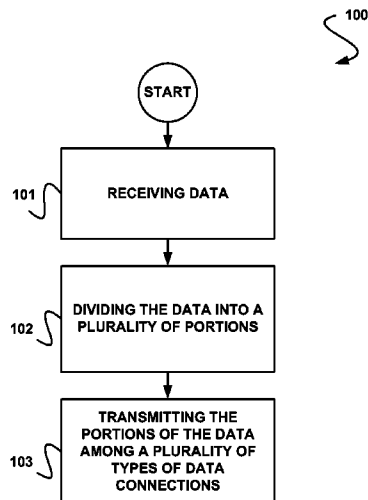 100
START
101
RECEIVING DATA
102
DIVIDING THE DATA INTO A
PLURALITY OF PORTIONS
103
TRANSMITTING THE
PORTIONS OF THE DATA
AMONG A PLURALITY OF
TYPES OF DATA
CONNECTIONS